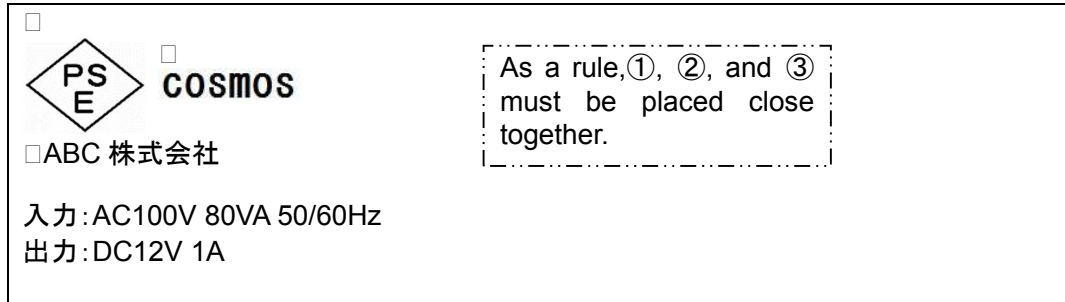 □
PS
E
□
cosmos
□ABC 株式会社
As a rule,①, ②, and ③
must be placed close
together.
入力:AC100V 80VA 50/60Hz
出力:DC12V 1A